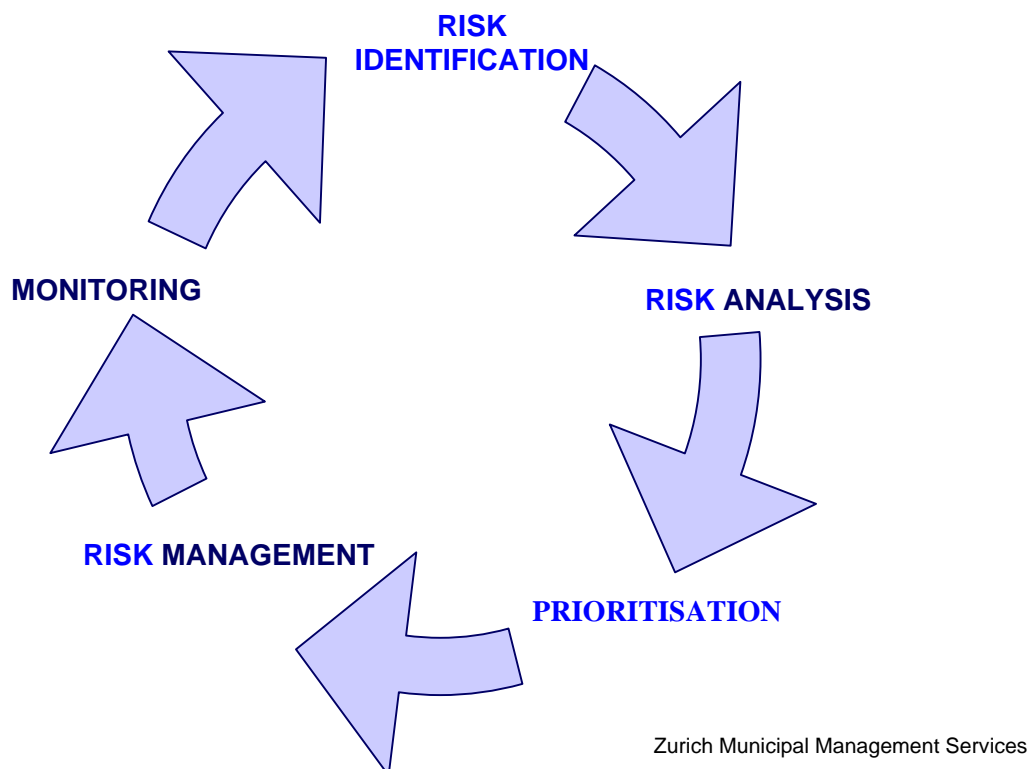 RISK
IDENTIFICATION
RISK ANALYSIS
PRIORITISATION
RISK MANAGEMENT
MONITORING
Zurich Municipal Management Services